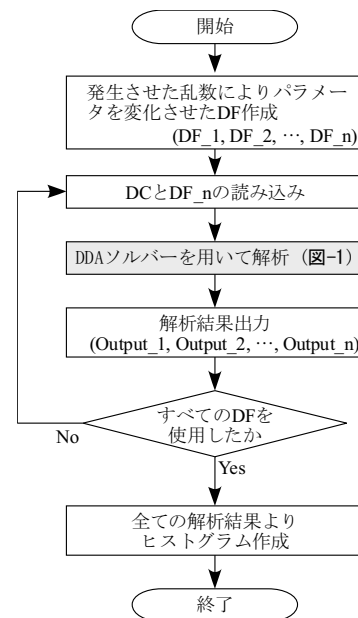 開始
発生させた乱数によりパラメー
タを変化させたDF作成
(DF_1, DF_2, …, DF_n)
DCとDF_nの読み込み
DDAソルバーを用いて解析（図-1）
解析結果出力
(Output_1, Output_2, …, Output_n)
すべてのDFを
使用したか
No
Yes
全ての解析結果より
ヒストグラム作成
終了